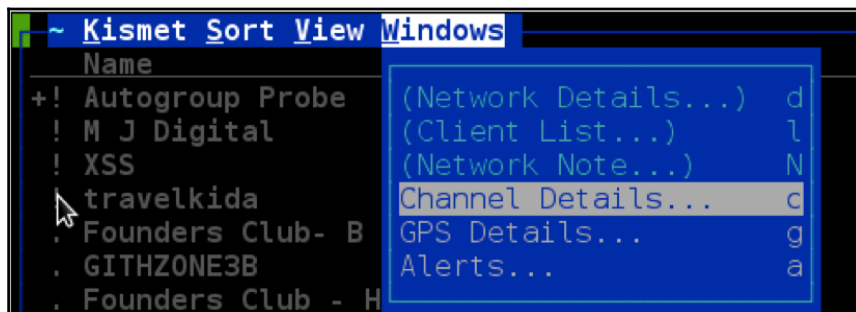 ~ Kismet Sort View Windows
Name
+! Autogroup Probe (Network Details...) d
! M J Digital (Client List...) l
! XSS (Network Note...) N
! travelkida Channel Details... c
. Founders Club- B GPS Details... g
. GITHZONE3B Alerts... a
. Founders Club - H